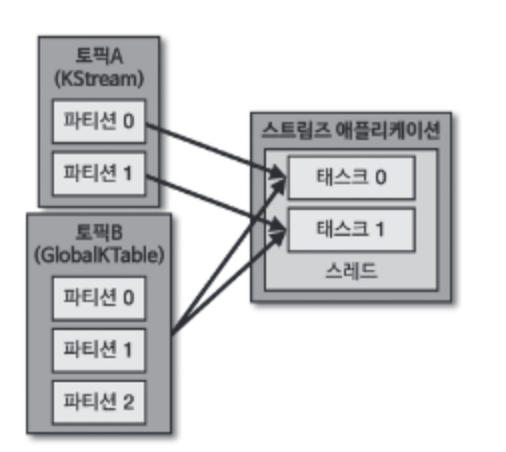 토픽A
(KStream)
파티션 0
파티션 1
토픽B
(GlobalKTable)
파티션 0
파티션 1
파티션 2
스트림즈 애플리케이션
태스크 0
태스크 1
스레드